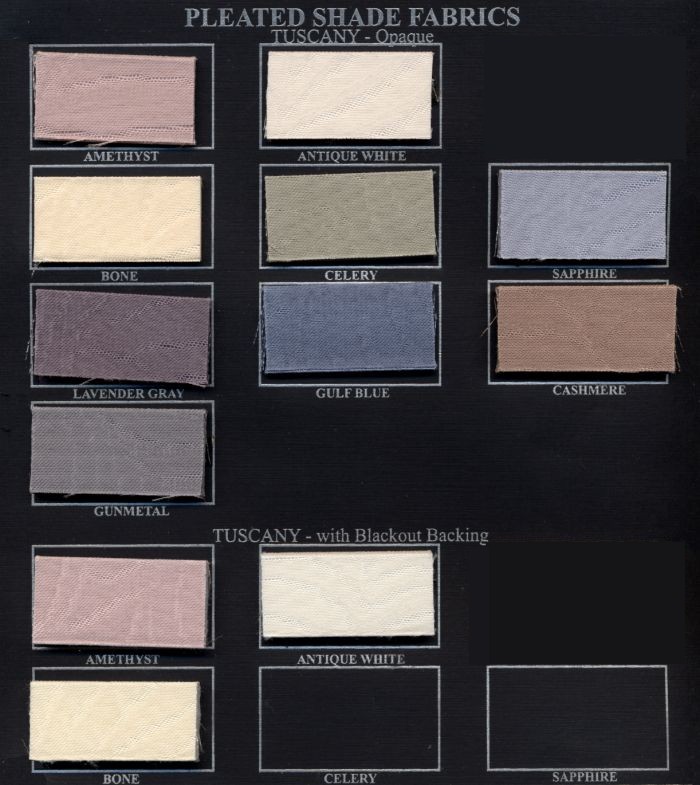 PLEATED SHADE FABRICS
TUSCANY - Opaque
AMETHYST
ANTIQUE WHITE
BONE
CELERY
SAPPHIRE
LAVENDER GRAY
GULF BLUE
CASHMERE
GUNMETAL
TUSCANY - with Blackout Backing
AMETHYST
ANTIQUE WHITE
BONE
CELERY
SAPPHIRE